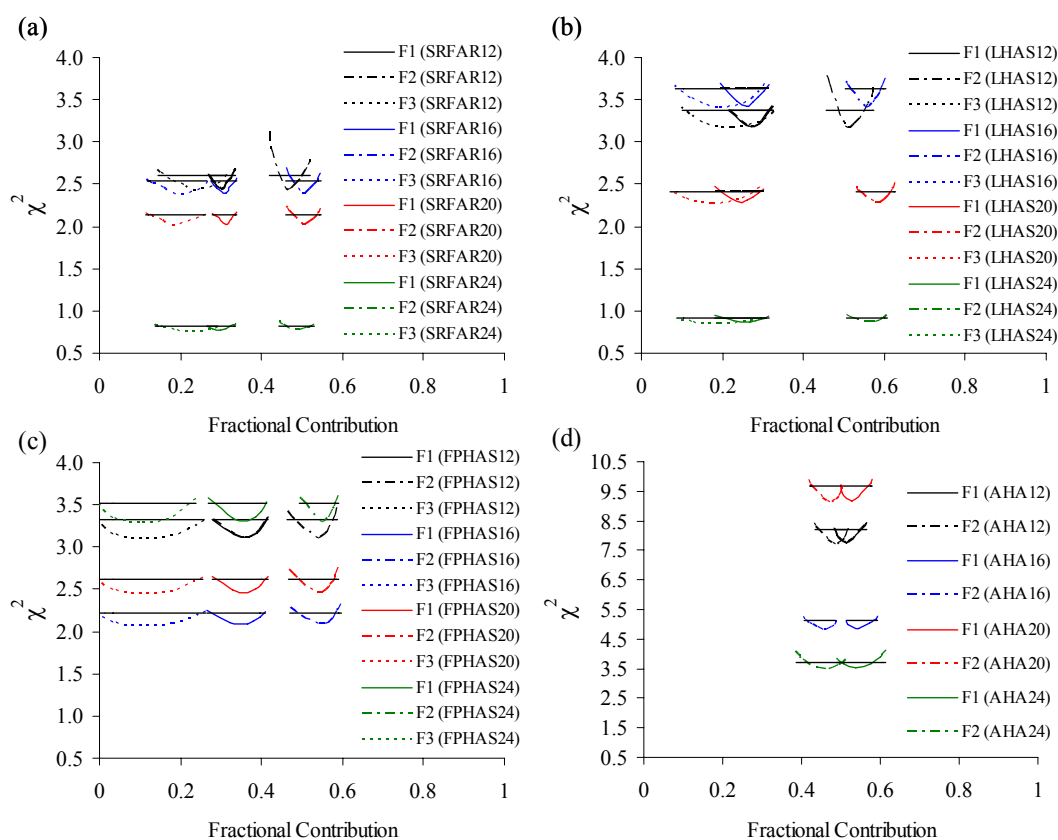 (a)
χ2
4.0
3.5
3.0
2.5
2.0
1.5
1.0
0.5
0
0.2
0.4
0.6
0.8
1
Fractional Contribution
F1 (SRFAR12)
F2 (SRFAR12)
F3 (SRFAR12)
F1 (SRFAR16)
F2 (SRFAR16)
F3 (SRFAR16)
F1 (SRFAR20)
F2 (SRFAR20)
F3 (SRFAR20)
F1 (SRFAR24)
F2 (SRFAR24)
F3 (SRFAR24)
(b)
χ2
4.0
3.5
3.0
2.5
2.0
1.5
1.0
0.5
0
0.2
0.4
0.6
0.8
1
Fractional Contribution
F1 (LHAS12)
F2 (LHAS12)
F3 (LHAS12)
F1 (LHAS16)
F2 (LHAS16)
F3 (LHAS16)
F1 (LHAS20)
F2 (LHAS20)
F3 (LHAS20)
F1 (LHAS24)
F2 (LHAS24)
F3 (LHAS24)
(c)
χ2
4.0
3.5
3.0
2.5
2.0
1.5
1.0
0.5
0
0.2
0.4
0.6
0.8
1
Fractional Contribution
F1 (FPHAS12)
F2 (FPHAS12)
F3 (FPHAS12)
F1 (FPHAS16)
F2 (FPHAS16)
F3 (FPHAS16)
F1 (FPHAS20)
F2 (FPHAS20)
F3 (FPHAS20)
F1 (FPHAS24)
F2 (FPHAS24)
F3 (FPHAS24)
(d)
χ2
10.5
9.5
8.5
7.5
6.5
5.5
4.5
3.5
2.5
1.5
0.5
0
0.2
0.4
0.6
0.8
1
Fractional Contribution
F1 (AHA12)
F2 (AHA12)
F1 (AHA16)
F2 (AHA16)
F1 (AHA20)
F2 (AHA20)
F1 (AHA24)
F2 (AHA24)